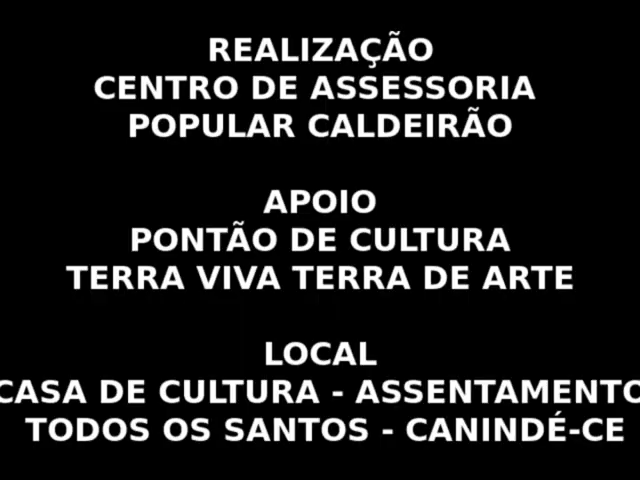 REALIZAÇÃO
CENTRO DE ASSESSORIA
POPULAR CALDEIRÃO
APOIO
PONTÃO DE CULTURA
TERRA VIVA TERRA DE ARTE
LOCAL
CASA DE CULTURA - ASSENTAMENTO
TODOS OS SANTOS - CANINDÉ-CE